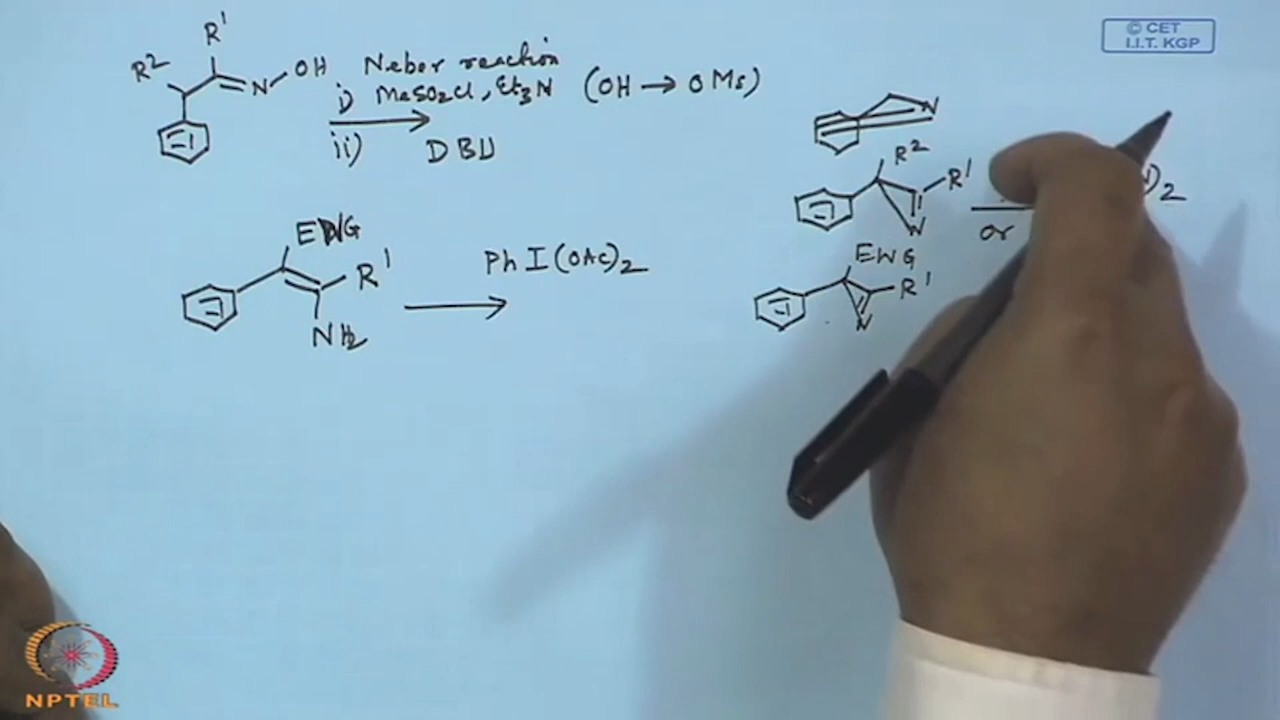 © CET
I.I.T. KGP
R¹
R²
N
OH
Neber reaction
i) MeSO2Cl, Et3N (OH → OMs)
ii) DBU
N
R²
R¹
N
or
)2
EWG
R¹
NH2
PhI(OAc)2
EWG
R¹
N
NPTEL